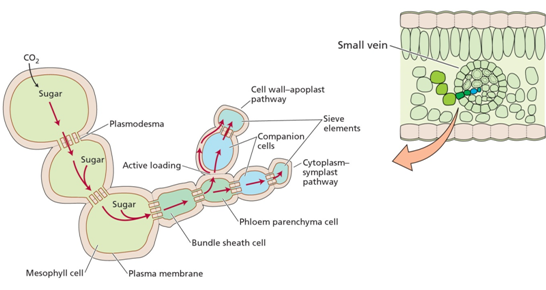 CO2
Sugar
Plasmodesma
Sugar
Active loading
Sugar
Mesophyll cell
Plasma membrane
Bundle sheath cell
Phloem parenchyma cell
Cell wall–apoplast
pathway
Companion
cells
Sieve
elements
Cytoplasm–
symplast
pathway
Small vein